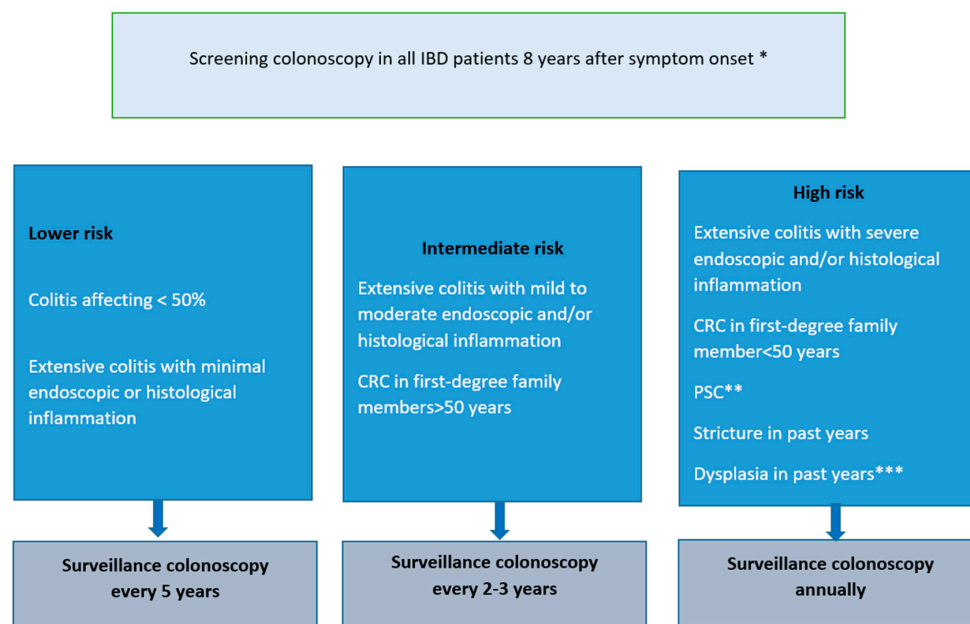 Screening colonoscopy in all IBD patients 8 years after symptom onset *
Lower risk
Colitis affecting < 50%
Extensive colitis with minimal
endoscopic or histological
inflammation
Surveillance colonoscopy
every 5 years
Intermediate risk
Extensive colitis with mild to
moderate endoscopic and/or
histological inflammation
CRC in first-degree family
members>50 years
Surveillance colonoscopy
every 2-3 years
High risk
Extensive colitis with severe
endoscopic and/or histological
inflammation
CRC in first-degree family
member<50 years
PSC**
Stricture in past years
Dysplasia in past years***
Surveillance colonoscopy
annually